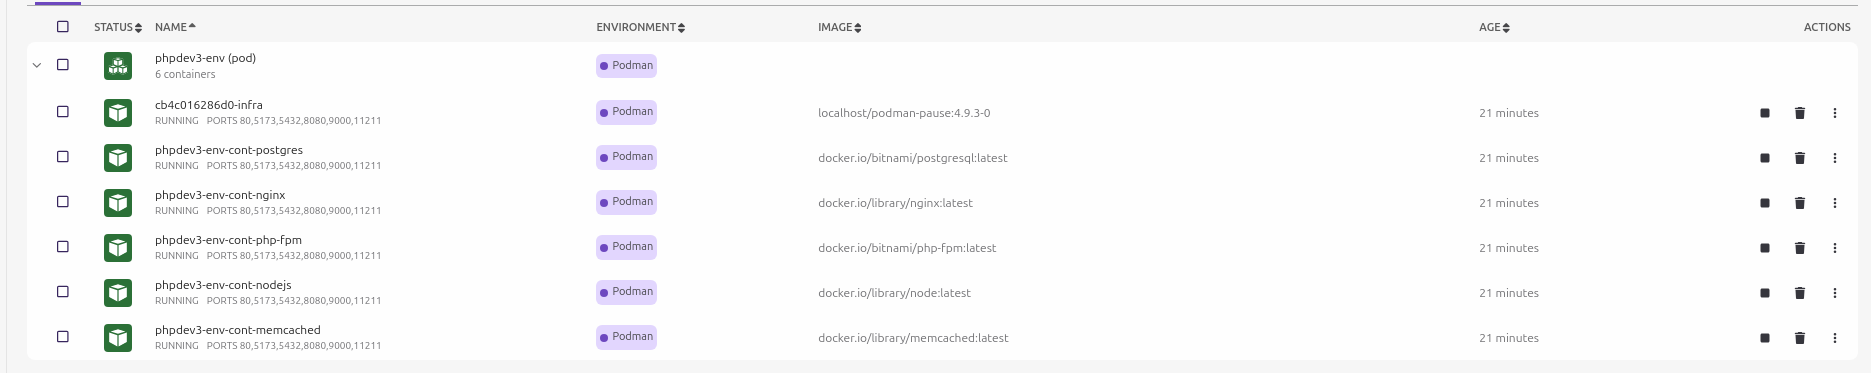 STATUS NAME ENVIRONMENT IMAGE AGE ACTIONS
phpdev3-env (pod) Podman
6 containers
cb4c016286d0-infra Podman localhost/podman-pause:4.9.3-0 21 minutes
RUNNING PORTS 80,5173,5432,8080,9000,11211
phpdev3-env-cont-postgres Podman docker.io/bitnami/postgresql:latest 21 minutes
RUNNING PORTS 80,5173,5432,8080,9000,11211
phpdev3-env-cont-nginx Podman docker.io/library/nginx:latest 21 minutes
RUNNING PORTS 80,5173,5432,8080,9000,11211
phpdev3-env-cont-php-fpm Podman docker.io/bitnami/php-fpm:latest 21 minutes
RUNNING PORTS 80,5173,5432,8080,9000,11211
phpdev3-env-cont-nodejs Podman docker.io/library/node:latest 21 minutes
RUNNING PORTS 80,5173,5432,8080,9000,11211
phpdev3-env-cont-memcached Podman docker.io/library/memcached:latest 21 minutes
RUNNING PORTS 80,5173,5432,8080,9000,11211